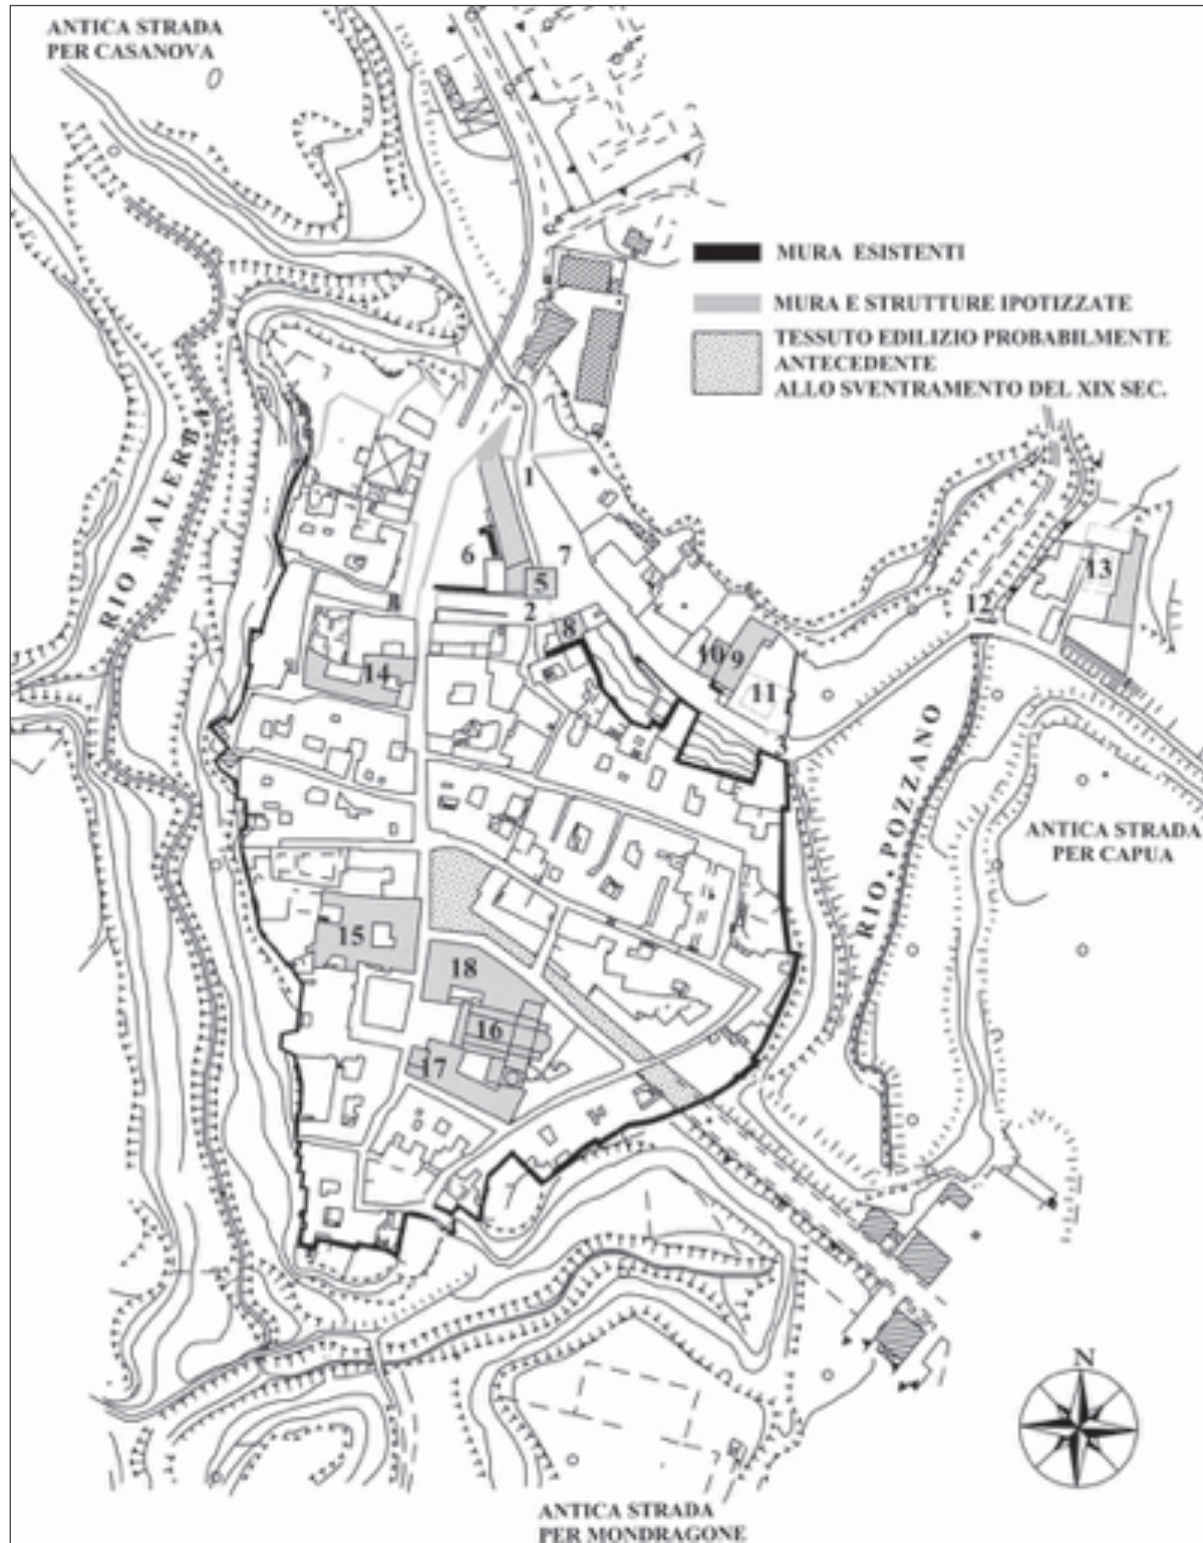 ANTICA STRADA
PER CASANOVA
MURA ESISTENTI
MURA E STRUTTURE IPOTIZZATE
TESSUTO EDILIZIO PROBABILMENTE
ANTECEDENTE
ALLO SVENTRAMENTO DEL XIX SEC.
RIO MALERBA
1
6
7
5
2
8
10
9
11
12
13
14
RIO POZZANO
ANTICA STRADA
PER CAPUA
15
18
16
17
N
ANTICA STRADA
PER MONDRAGONE